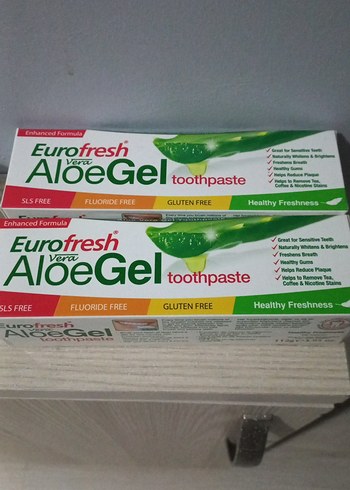 Enhanced Formula
Eurofresh®
Vera
AloeGel toothpaste
✓ Great for Sensitive Teeth
✓ Naturally Whitens & Brightens
✓ Freshens Breath
✓ Healthy Gums
✓ Helps Reduce Plaque
✓ Helps to Remove Tea,
Coffee & Nicotine Stains
SLS FREE FLUORIDE FREE GLUTEN FREE Healthy Freshness
Enhanced Formula
Eurofresh®
Vera
AloeGel toothpaste
✓ Great for Sensitive Teeth
✓ Naturally Whitens & Brightens
✓ Freshens Breath
✓ Healthy Gums
✓ Helps Reduce Plaque
✓ Helps to Remove Tea,
Coffee & Nicotine Stains
SLS FREE FLUORIDE FREE GLUTEN FREE Healthy Freshness
Eurofresh
AloeGel
toothpaste